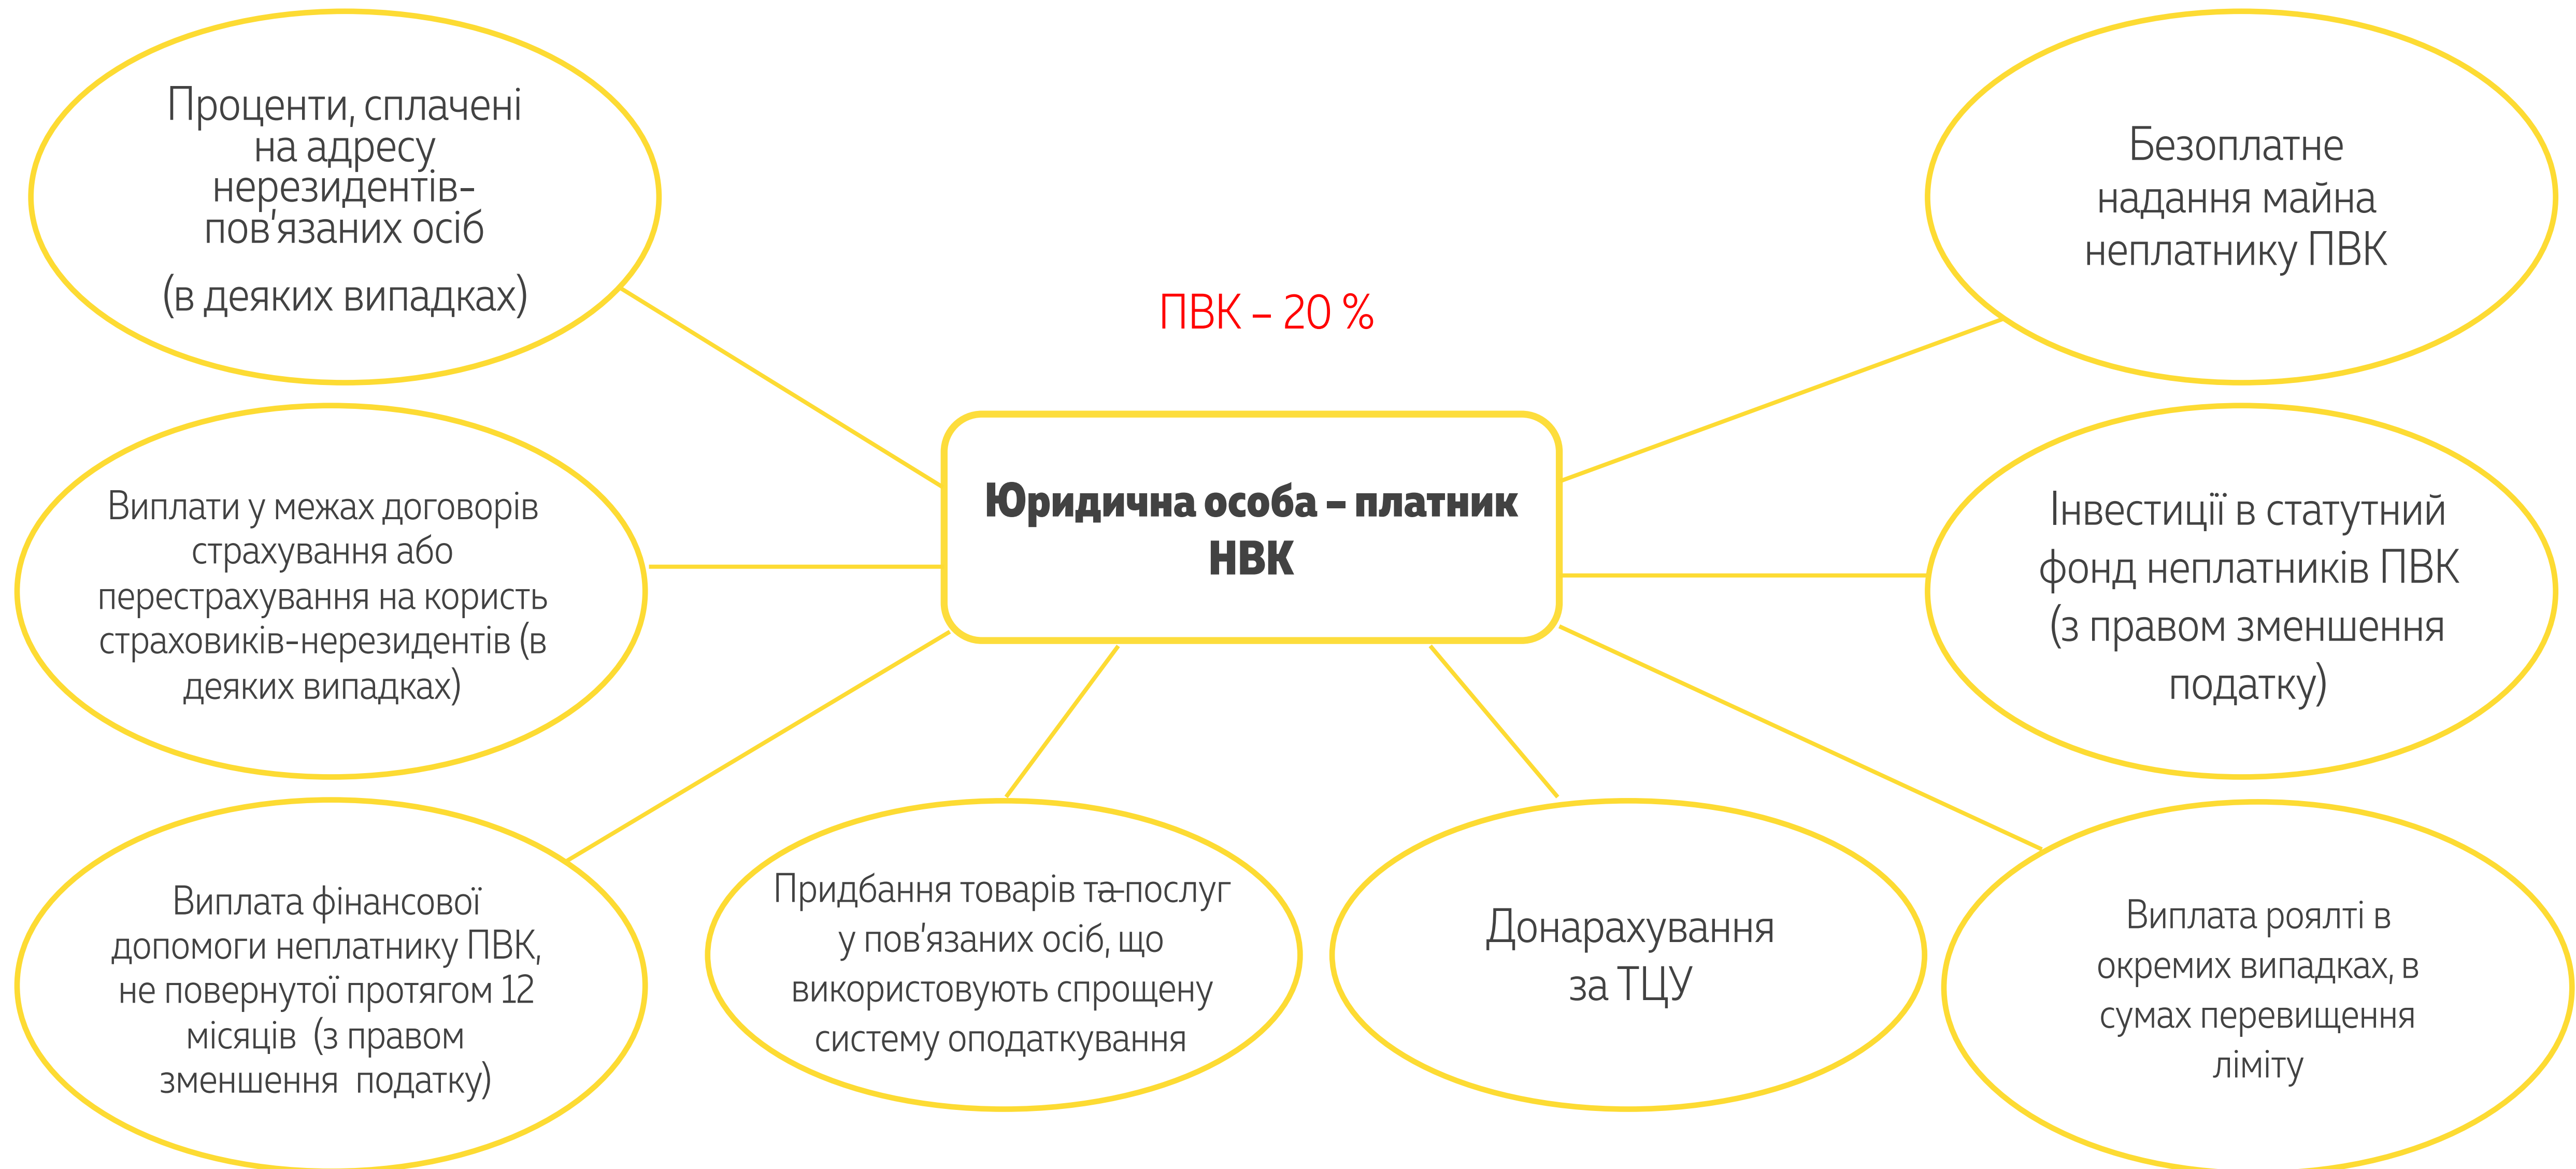 Проценти, сплачені
на адресу
нерезидентів-
пов'язаних осіб
(в деяких випадках)
Безоплатне
надання майна
неплатнику ПВК
ПВК – 20 %
Юридична особа – платник
НВК
Виплати у межах договорів
страхування або
перестрахування на користь
страховиків-нерезидентів (в
деяких випадках)
Інвестиції в статутний
фонд неплатників ПВК
(з правом зменшення
податку)
Виплата фінансової
допомоги неплатнику ПВК,
не повернутої протягом 12
місяців (з правом
зменшення податку)
Придбання товарів та послуг
у пов'язаних осіб, що
використовують спрощену
систему оподаткування
Донарахування
за ТЦУ
Виплата роялті в
окремих випадках, в
сумах перевищення
ліміту